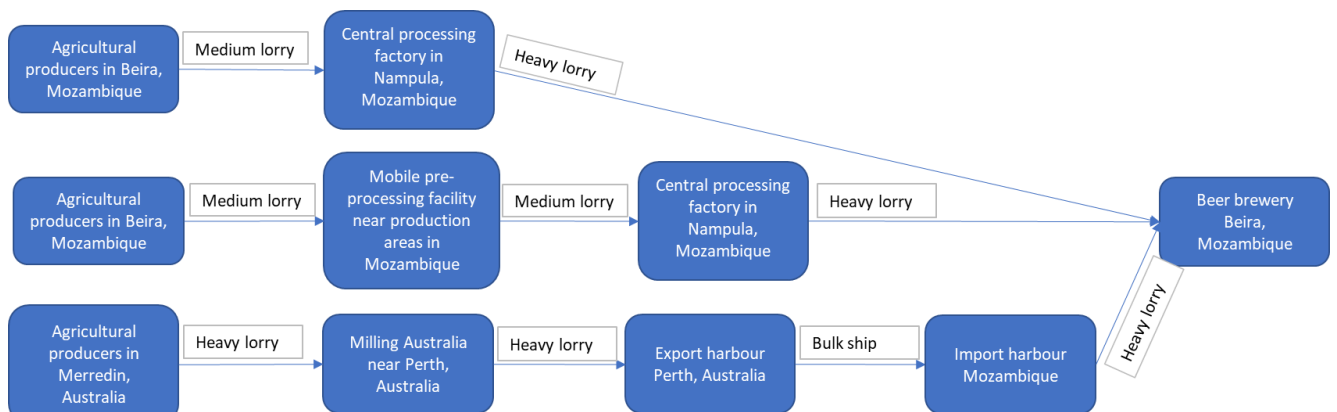 Agricultural
producers in Beira,
Mozambique
Medium lorry
Central processing
factory in
Nampula,
Mozambique
Heavy lorry
Agricultural
producers in Beira,
Mozambique
Medium lorry
Mobile pre-
processing facility
near production
areas in
Mozambique
Medium lorry
Central processing
factory in
Nampula,
Mozambique
Heavy lorry
Beer brewery
Beira,
Mozambique
Agricultural
producers in
Merredin,
Australia
Heavy lorry
Milling Australia
near Perth,
Australia
Heavy lorry
Export harbour
Perth, Australia
Bulk ship
Import harbour
Mozambique
Heavy lorry